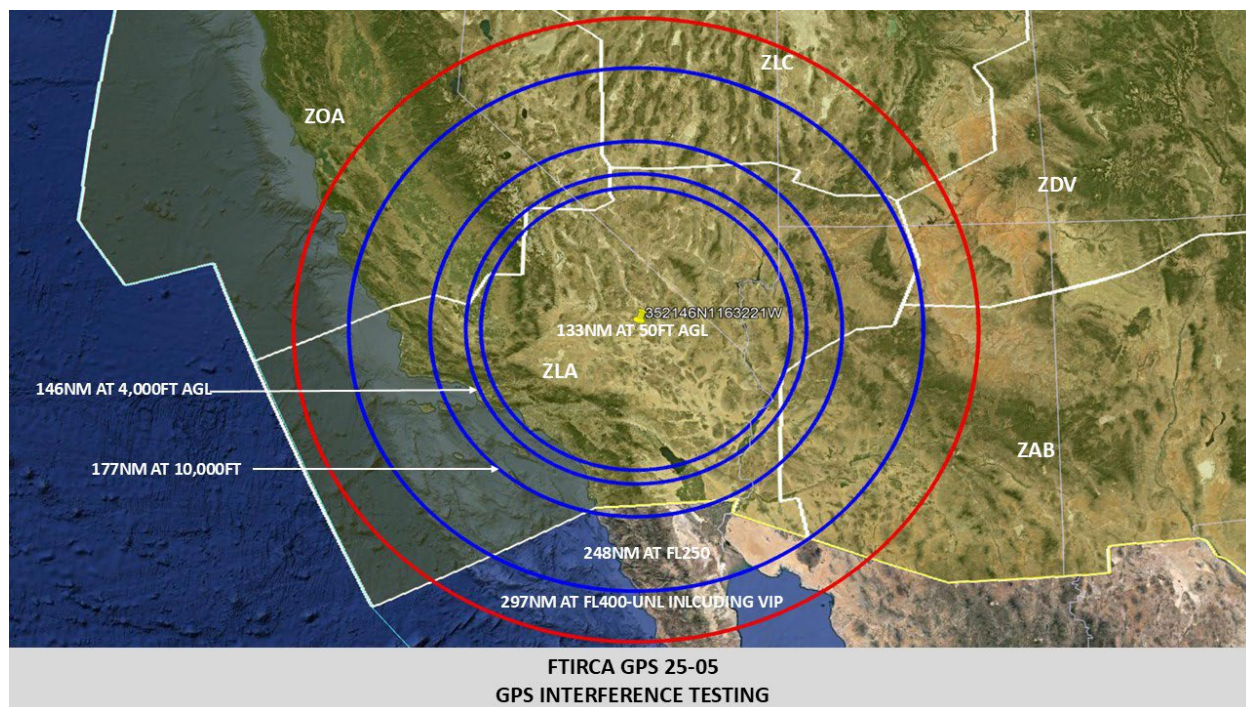 ZLC
ZOA
ZDV
352146N1163221W
133NM AT 50FT AGL
ZLA
146NM AT 4,000FT AGL
ZAB
177NM AT 10,000FT
248NM AT FL250
297NM AT FL400-UNL INLCUDING VIP
FTIRCA GPS 25-05
GPS INTERFERENCE TESTING